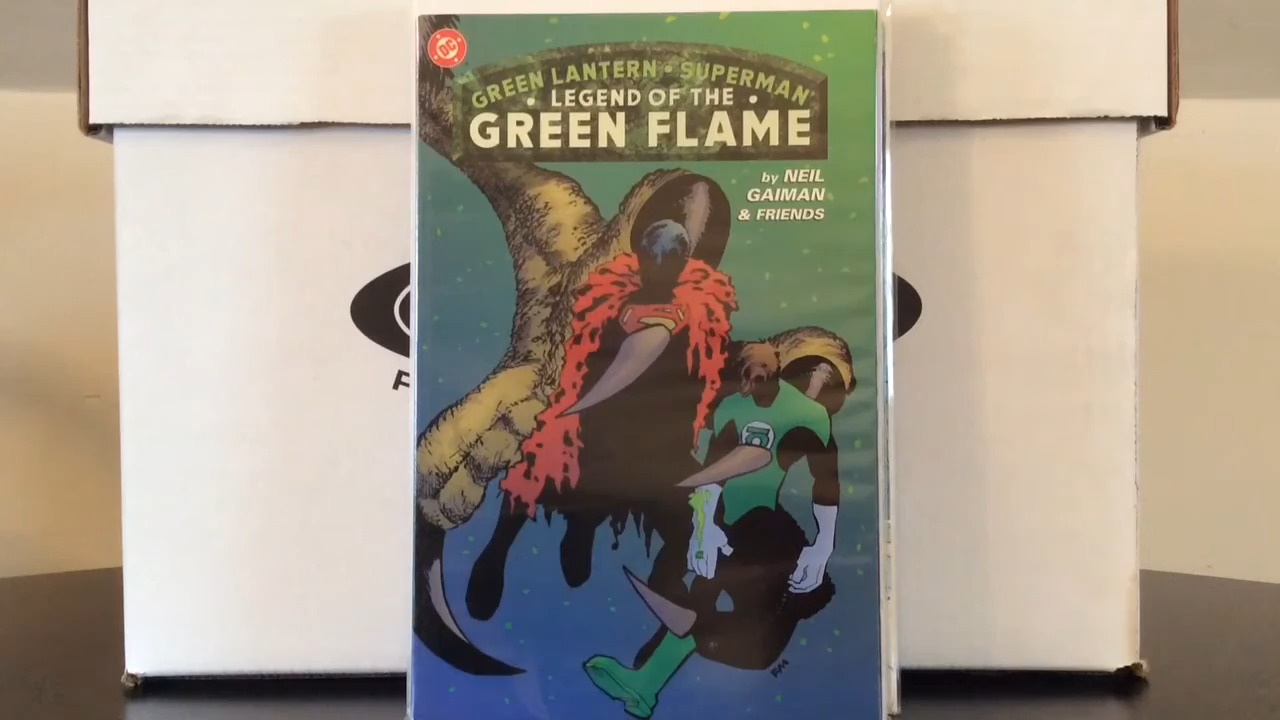 DC
GREEN LANTERN • SUPERMAN
• LEGEND OF THE •
GREEN FLAME
by NEIL
GAIMAN
& FRIENDS
FM